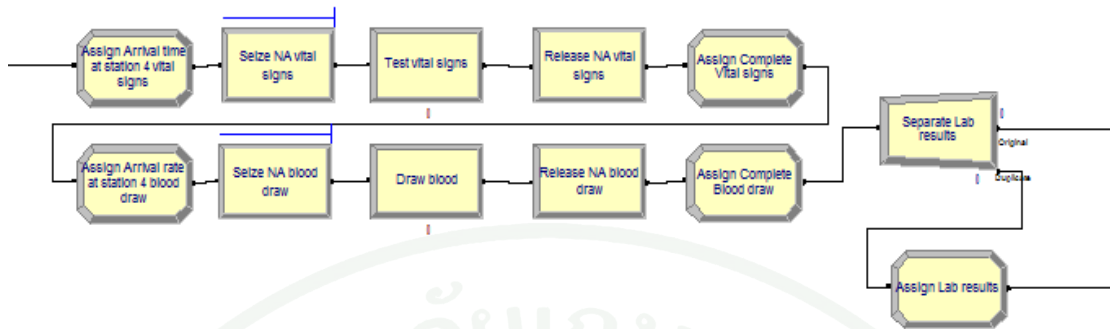 Assign Arrival time
at station 4 vital
signs
Seize NA vital
signs
Test vital signs
Release NA vital
signs
Assign Complete
Vital signs
Assign Arrival rate
at station 4 blood
draw
Seize NA blood
draw
Draw blood
Release NA blood
draw
Assign Complete
Blood draw
Separate Lab
results
Original
Duplicate
Assign Lab results